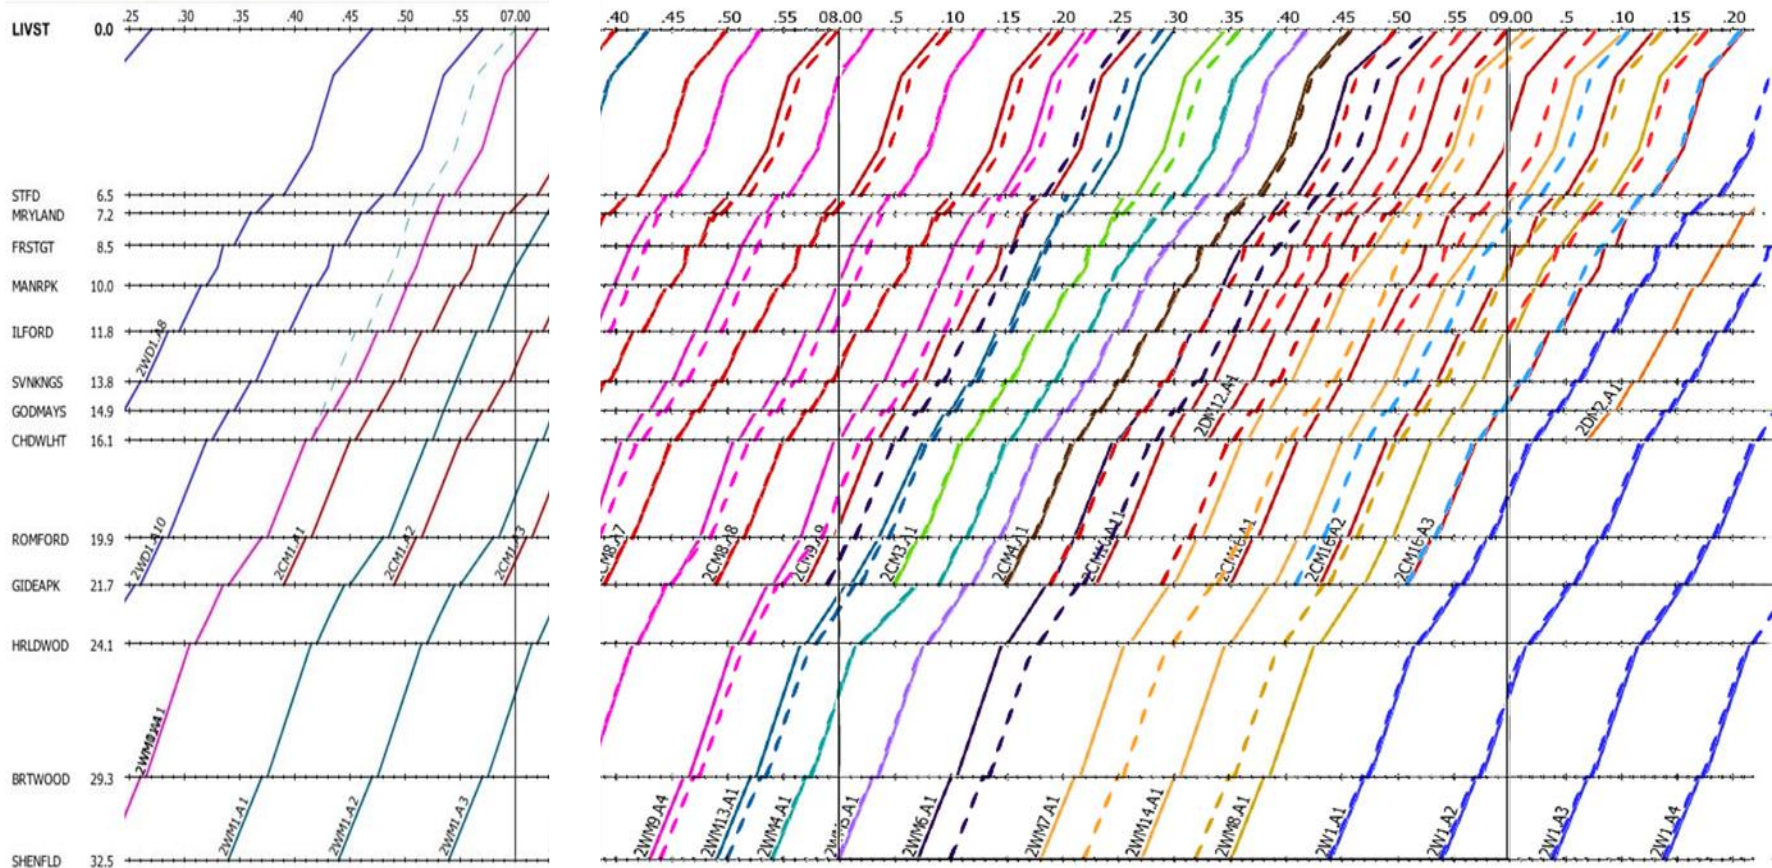 .25 .30 .35 .40 .45 .50 .55 07.00 .40 .45 .50 .55 08.00 .5 .10 .15 .20 .25 .30 .35 .40 .45 .50 .55 09.00 .5 .10 .15 .20
LIVST 0.0
STFD 6.5
MRYLAND 7.2
FRSTGT 8.5
MANRPK 10.0
ILFORD 11.8
2WD1.A8
SVNKNGS 13.8
GODMAYS 14.9
2DM12.A1
CHDWLHT 16.1
ROMFORD 19.9
2WD1.A10 2CM1.A1 2CM1.A2 2CM1.A3 2CM8.A7 2CM8.A8 2CM3.A1 2CM4.A1 2CM16.A1 2CM16.A2 2CM16.A3
GIDEAPK 21.7
HRLDWOD 24.1
BRTWOOD 29.3
2WM1.A1 2WM1.A2 2WM1.A3 2WM9.A4 2WM13.A1 2WM4.A1 2WM6.A1 2WM7.A1 2WM14.A1 2WM8.A1 2W1.A1 2W1.A2 2W1.A3 2W1.A4
SHENFLD 32.5